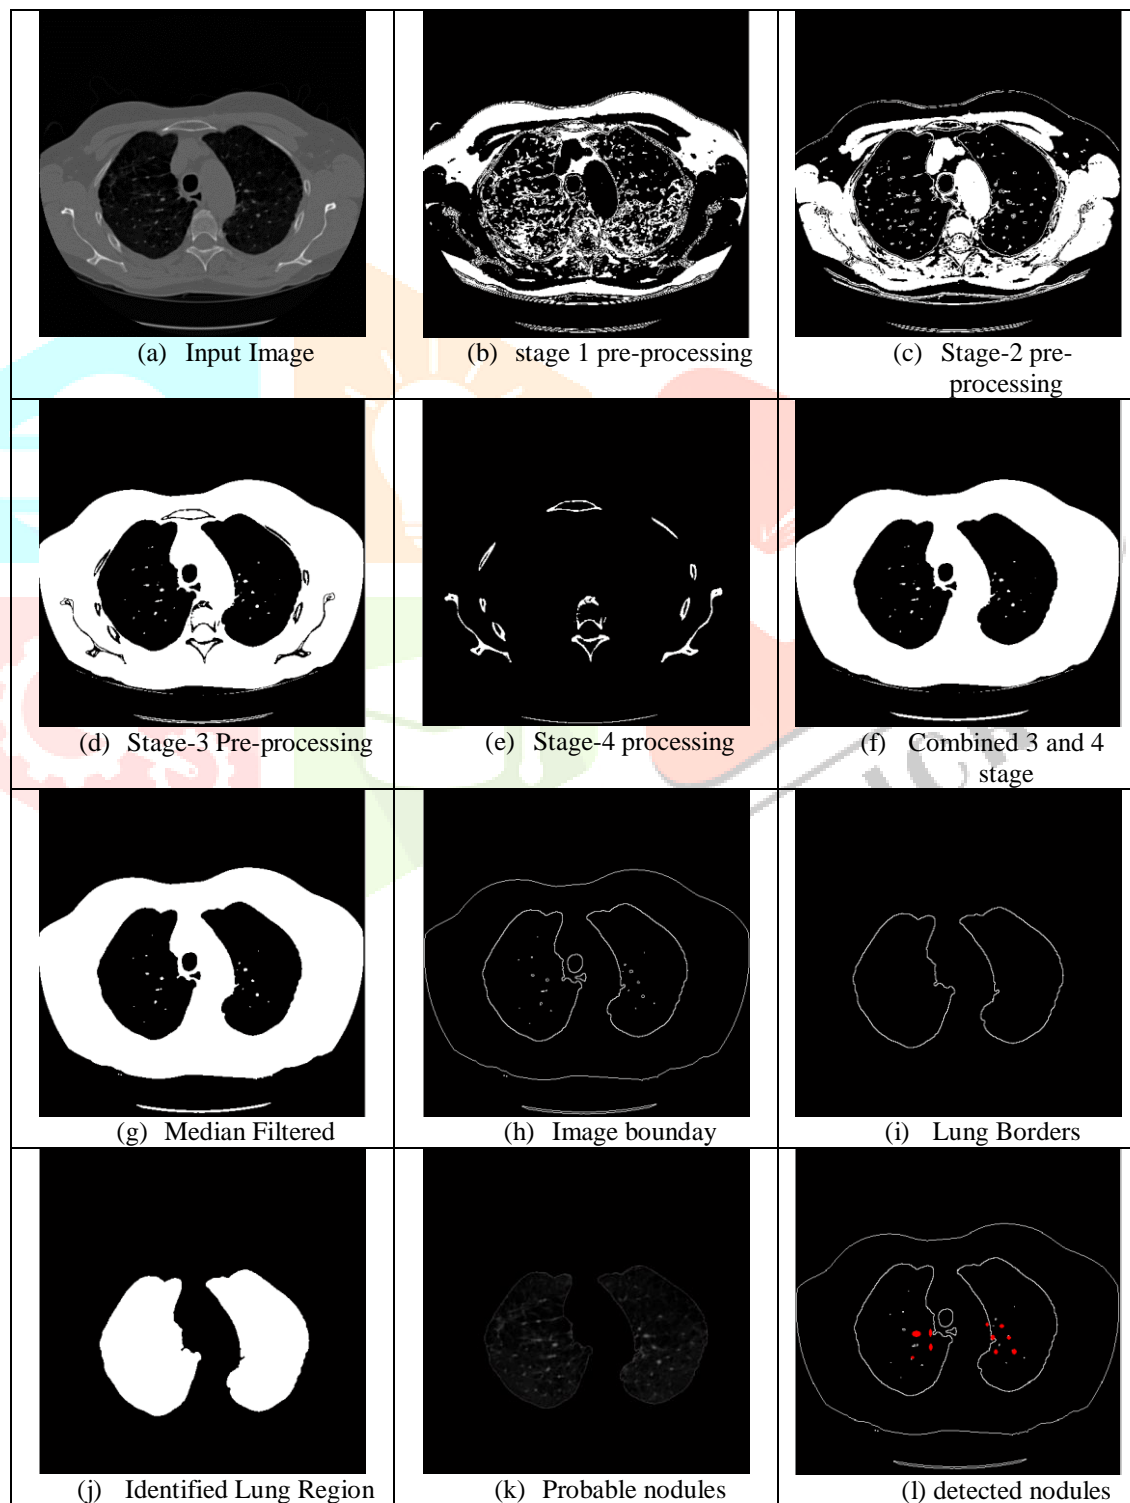 (a) Input Image
(b) stage 1 pre-processing
(c) Stage-2 pre-
processing
(d) Stage-3 Pre-processing
(e) Stage-4 processing
(f) Combined 3 and 4
stage
(g) Median Filtered
(h) Image bounday
(i) Lung Borders
(j) Identified Lung Region
(k) Probable nodules
(l) detected nodules